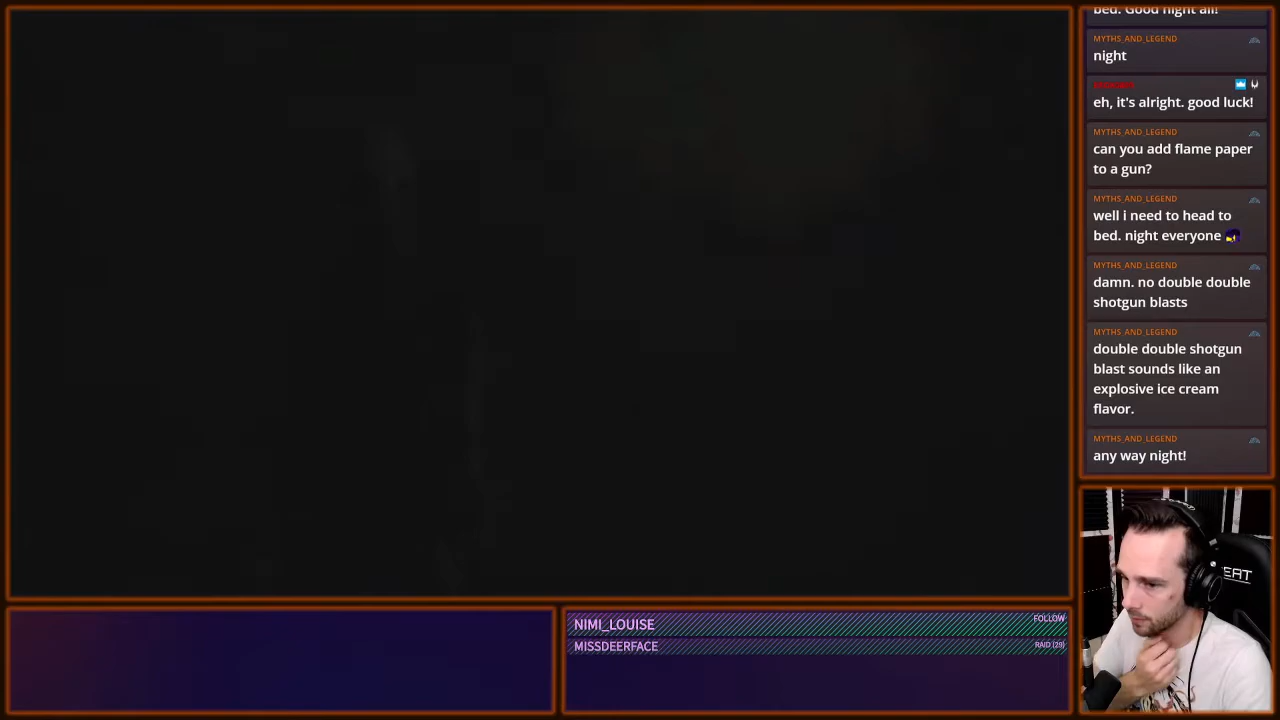 bed. Good night all!
MYTHS_AND_LEGEND
night
eh, it's alright. good luck!
MYTHS_AND_LEGEND
can you add flame paper
to a gun?
MYTHS_AND_LEGEND
well i need to head to
bed. night everyone
MYTHS_AND_LEGEND
damn. no double double
shotgun blasts
MYTHS_AND_LEGEND
double double shotgun
blast sounds like an
explosive ice cream
flavor.
MYTHS_AND_LEGEND
any way night!
NIMI_LOUISE
FOLLOW
MISSDEERFACE
RAID (29)